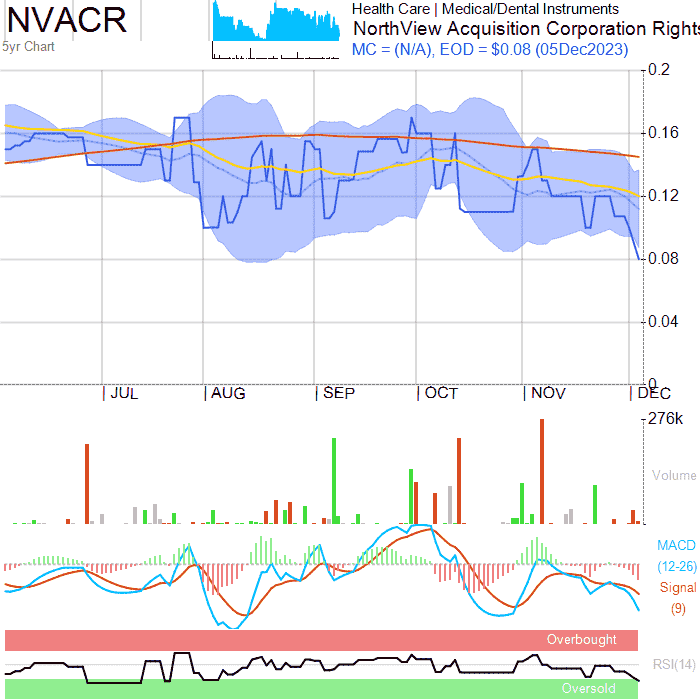 NVACR
5yr Chart
Health Care | Medical/Dental Instruments
NorthView Acquisition Corporation Rights
MC = (N/A), EOD = $0.08 (05Dec2023)
0.2
0.16
0.12
0.08
0.04
0
JUL AUG SEP OCT NOV DEC
276k
Volume
MACD
(12-26)
Signal
(9)
Overbought
RSI(14)
Oversold